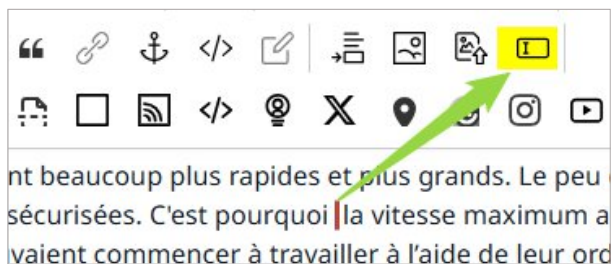 nt beaucoup plus rapides et plus grands. Le peu
sécurisées. C'est pourquoi la vitesse maximum a
vaient commencer à travailler à l’aide de leur ord